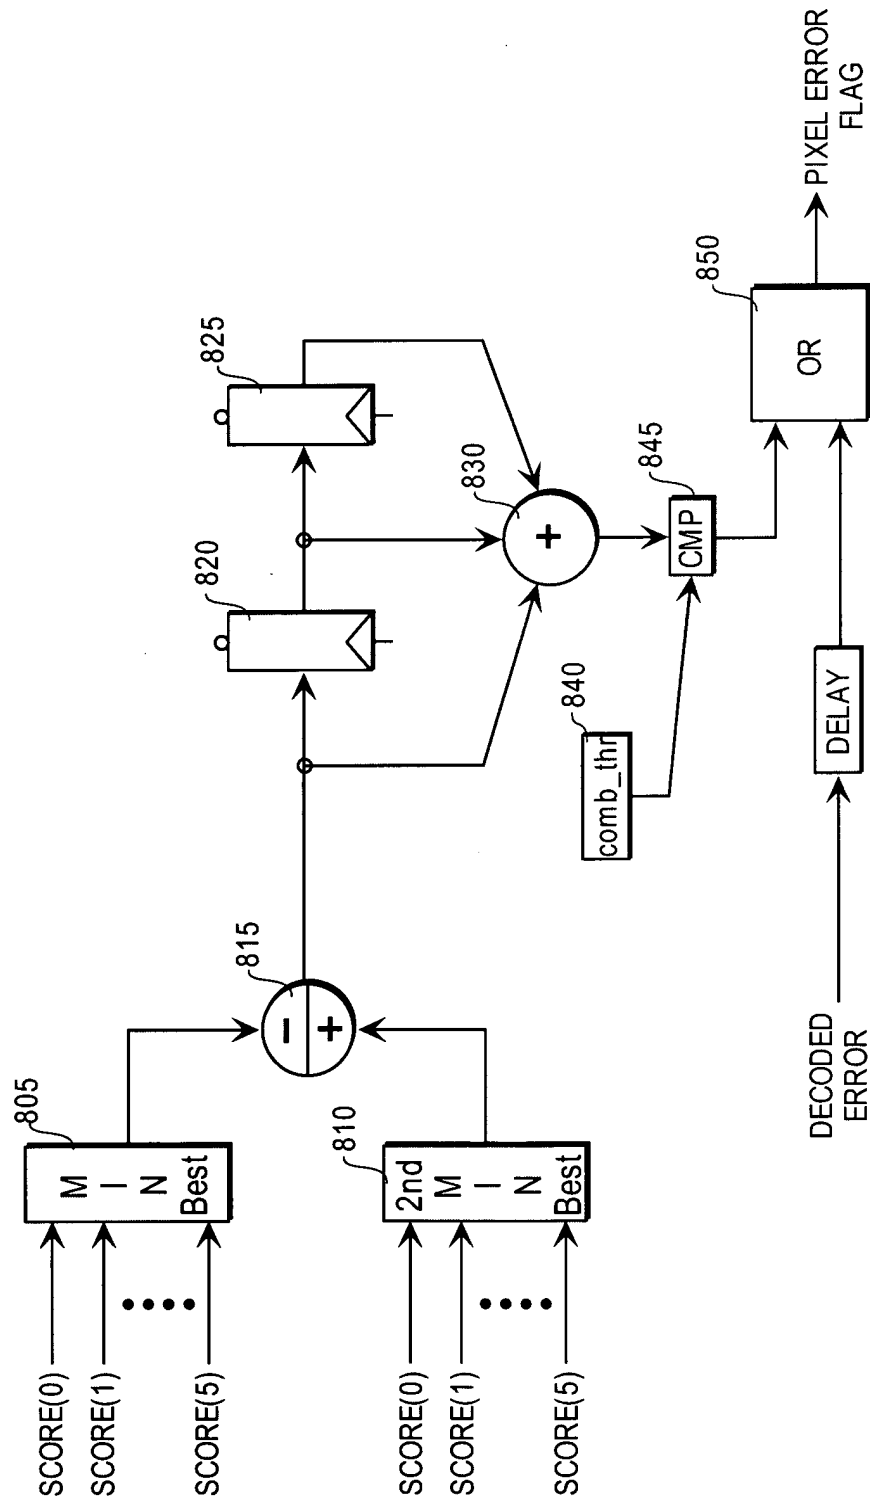 SCORE(0)
SCORE(1)
SCORE(5)
M
I
N
Best
805
SCORE(0)
SCORE(1)
SCORE(5)
2nd
M
I
N
Best
810
−
+
815
820
825
+
830
comb_thr
840
CMP
845
DECODED
ERROR
DELAY
OR
850
PIXEL ERROR
FLAG